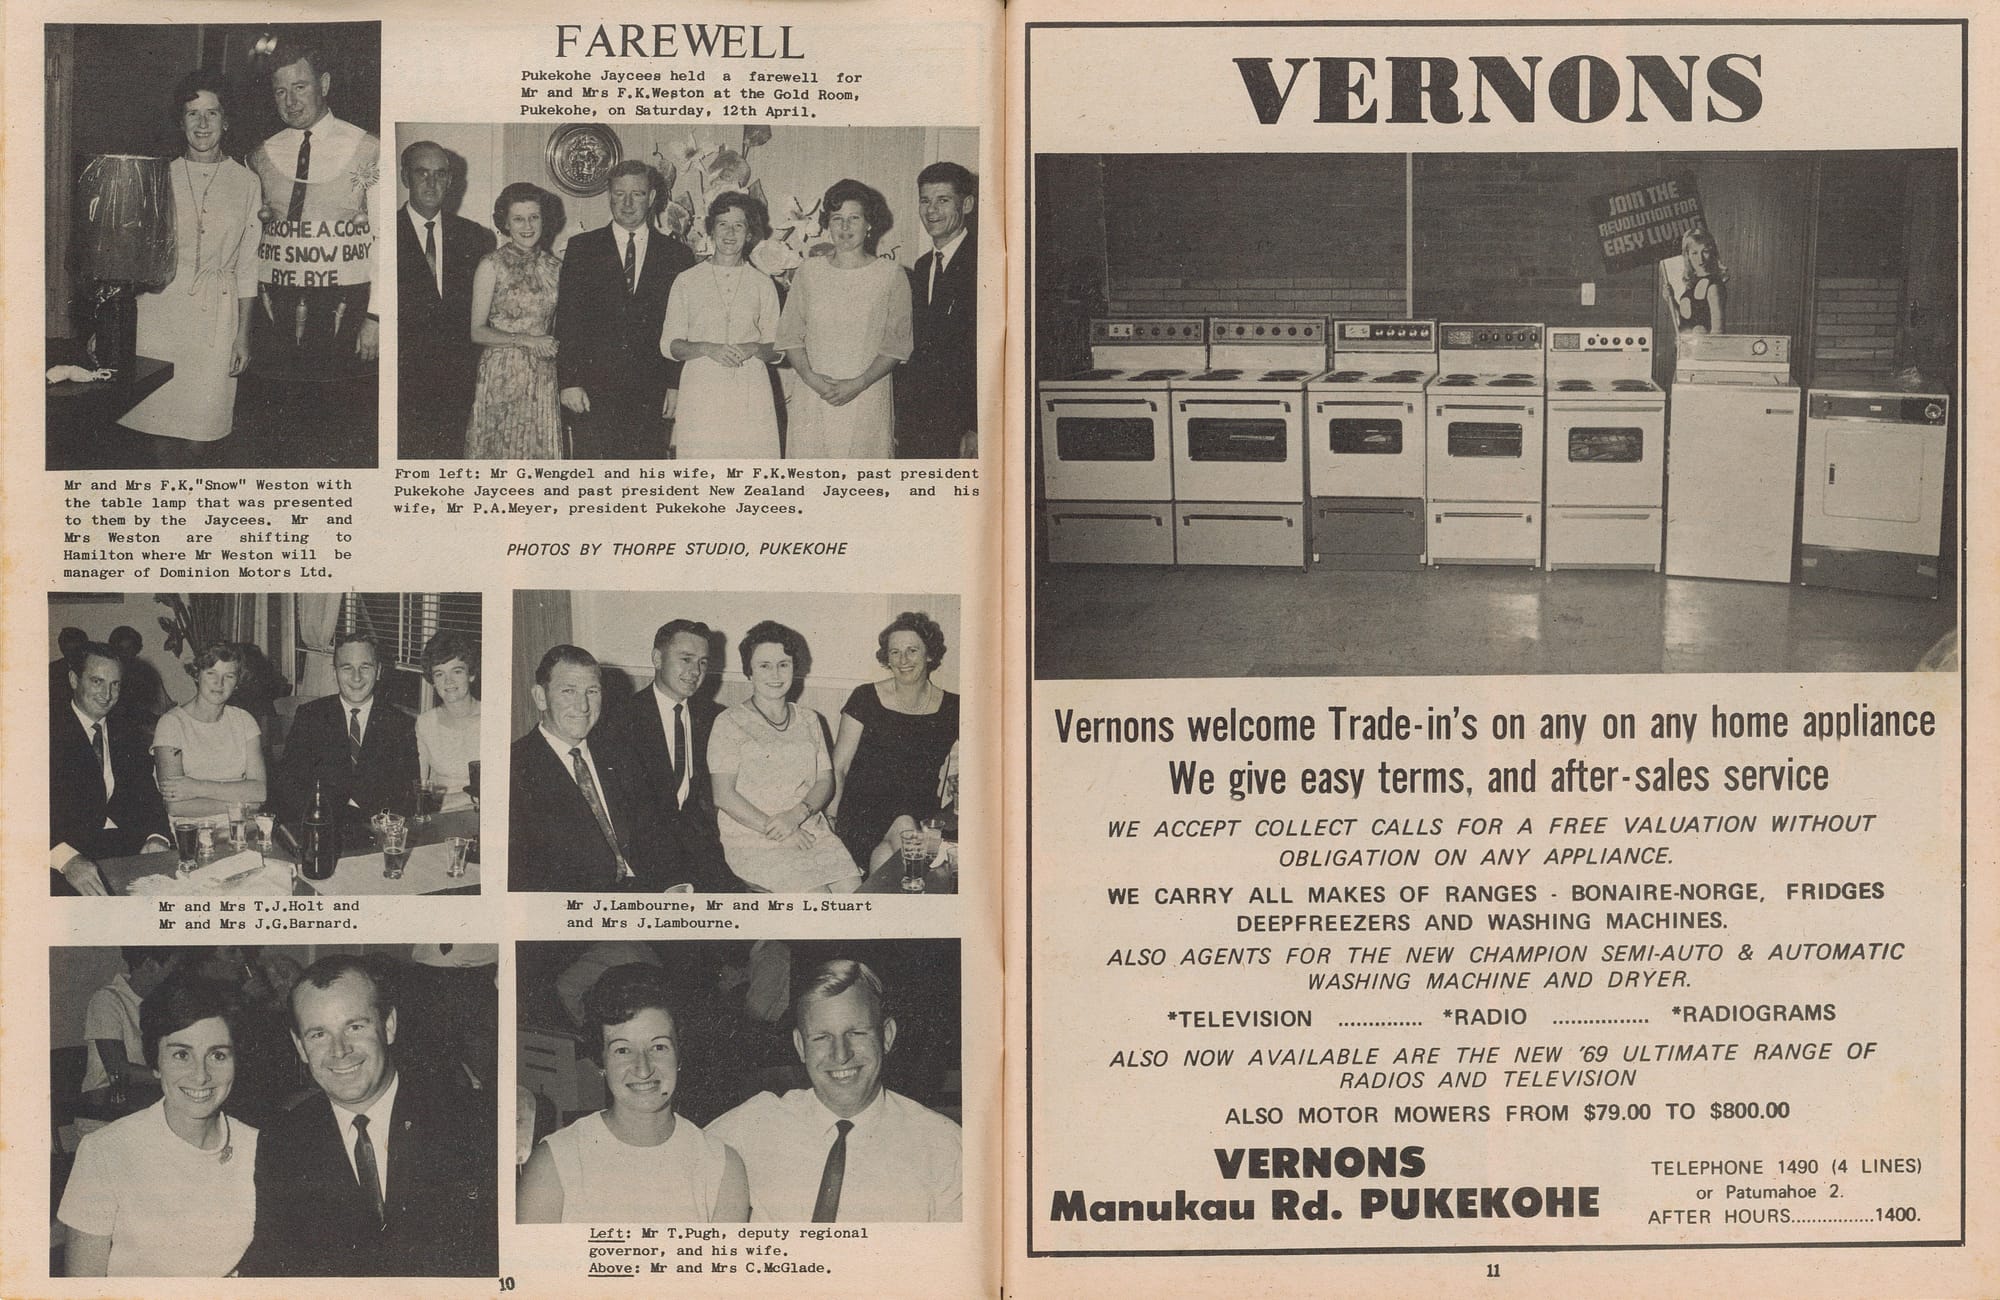 FAREWELL
Pukekohe Jaycees held a farewell for
Mr and Mrs F.K.Weston at the Gold Room,
Pukekohe, on Saturday, 12th April.
A. COCO
BYE SNOW BABY
BYE, BYE
Mr and Mrs F.K."Snow" Weston with
the table lamp that was presented
to them by the Jaycees. Mr and
Mrs Weston are shifting to
Hamilton where Mr Weston will be
manager of Dominion Motors Ltd.
From left: Mr G.Wengdel and his wife, Mr F.K.Weston, past president
Pukekohe Jaycees and past president New Zealand Jaycees, and his
wife, Mr P.A.Meyer, president Pukekohe Jaycees.
PHOTOS BY THORPE STUDIO, PUKEKOHE
Mr and Mrs T.J.Holt and
Mr and Mrs J.G.Barnard.
Mr J.Lambourne, Mr and Mrs L.Stuart
and Mrs J.Lambourne.
Left: Mr T.Pugh, deputy regional
governor, and his wife.
Above: Mr and Mrs C.McGlade.
10
VERNONS
JOIN THE
REVOLUTION FOR
EASY LIVING
Vernons welcome Trade-in's on any on any home appliance
We give easy terms, and after-sales service
WE ACCEPT COLLECT CALLS FOR A FREE VALUATION WITHOUT
OBLIGATION ON ANY APPLIANCE.
WE CARRY ALL MAKES OF RANGES - BONAIRE-NORGE, FRIDGES
DEEPFREEZERS AND WASHING MACHINES.
ALSO AGENTS FOR THE NEW CHAMPION SEMI-AUTO & AUTOMATIC
WASHING MACHINE AND DRYER.
*TELEVISION .............. *RADIO ................ *RADIOGRAMS
ALSO NOW AVAILABLE ARE THE NEW '69 ULTIMATE RANGE OF
RADIOS AND TELEVISION
ALSO MOTOR MOWERS FROM $79.00 TO $800.00
VERNONS
Manukau Rd. PUKEKOHE
TELEPHONE 1490 (4 LINES)
or Patumahoe 2.
AFTER HOURS................1400.
11